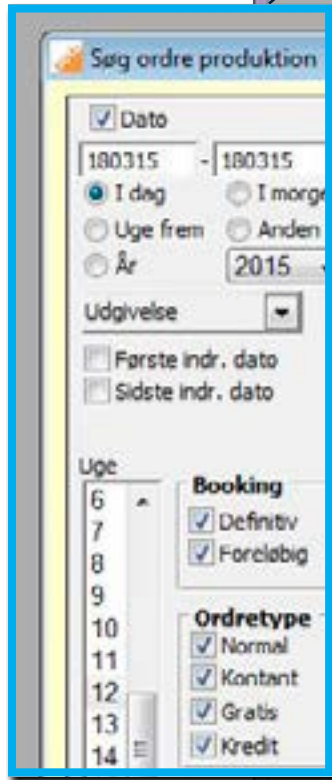 Søg ordre produktion
Dato
180315 - 180315
I dag I morge
Uge frem Anden
År 2015
Udgivelse
Første indr. dato
Sidste indr. dato
Uge
6
7
8
9
10
11
12
13
14
Booking
Definitiv
Foreløbig
Ordretype
Normal
Kontant
Gratis
Kredit